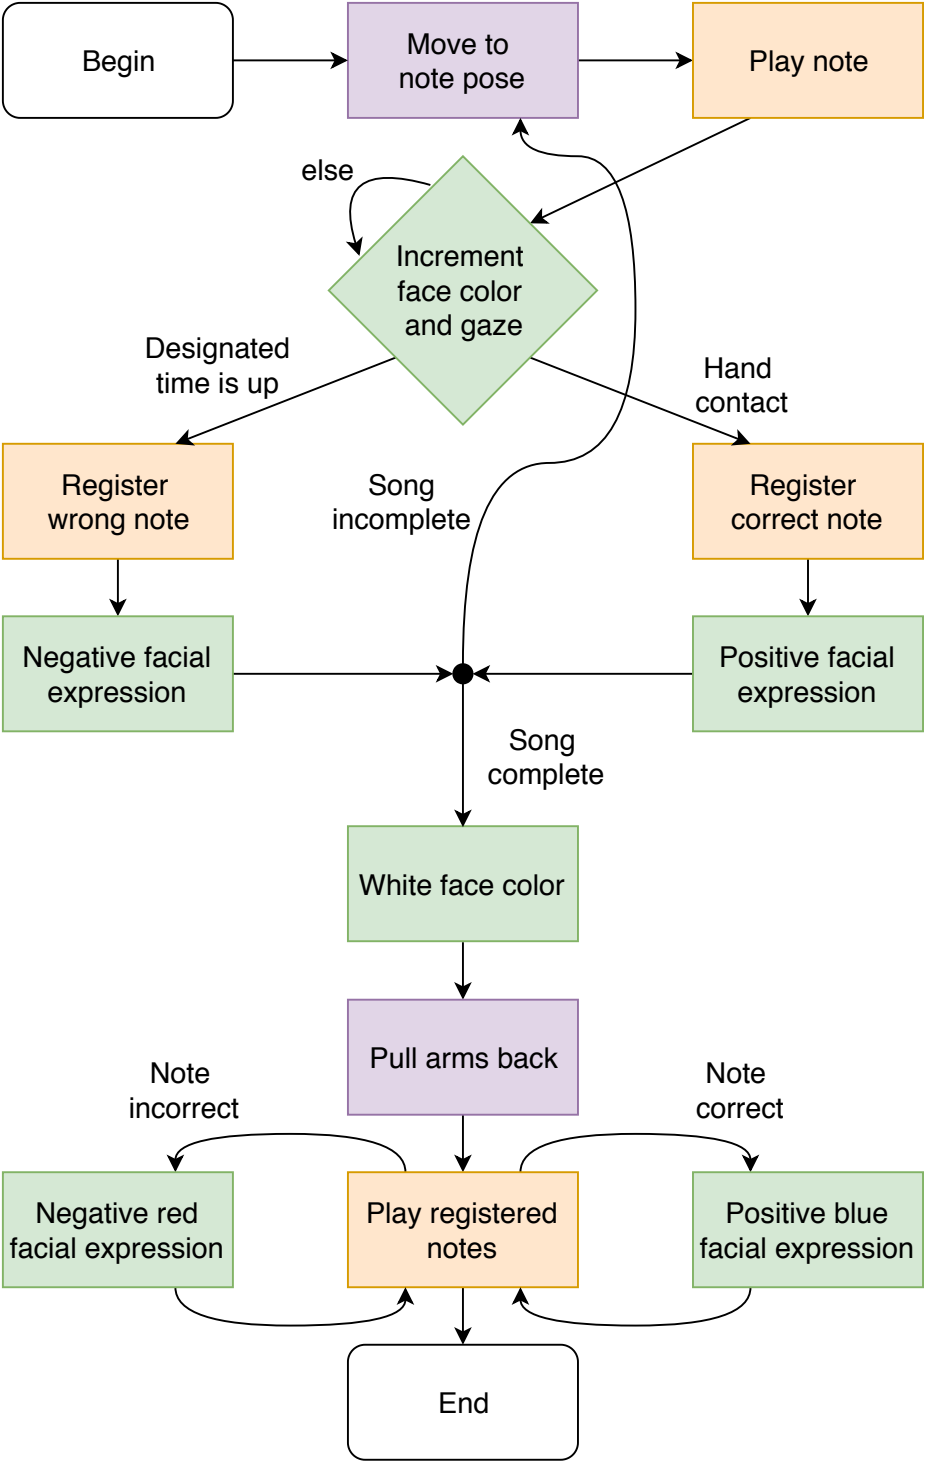 Begin
Move to
note pose
Play note
else
Increment
face color
and gaze
Designated
time is up
Hand
contact
Register
wrong note
Song
incomplete
Register
correct note
Negative facial
expression
Positive facial
expression
Song
complete
White face color
Pull arms back
Note
incorrect
Note
correct
Negative red
facial expression
Play registered
notes
Positive blue
facial expression
End